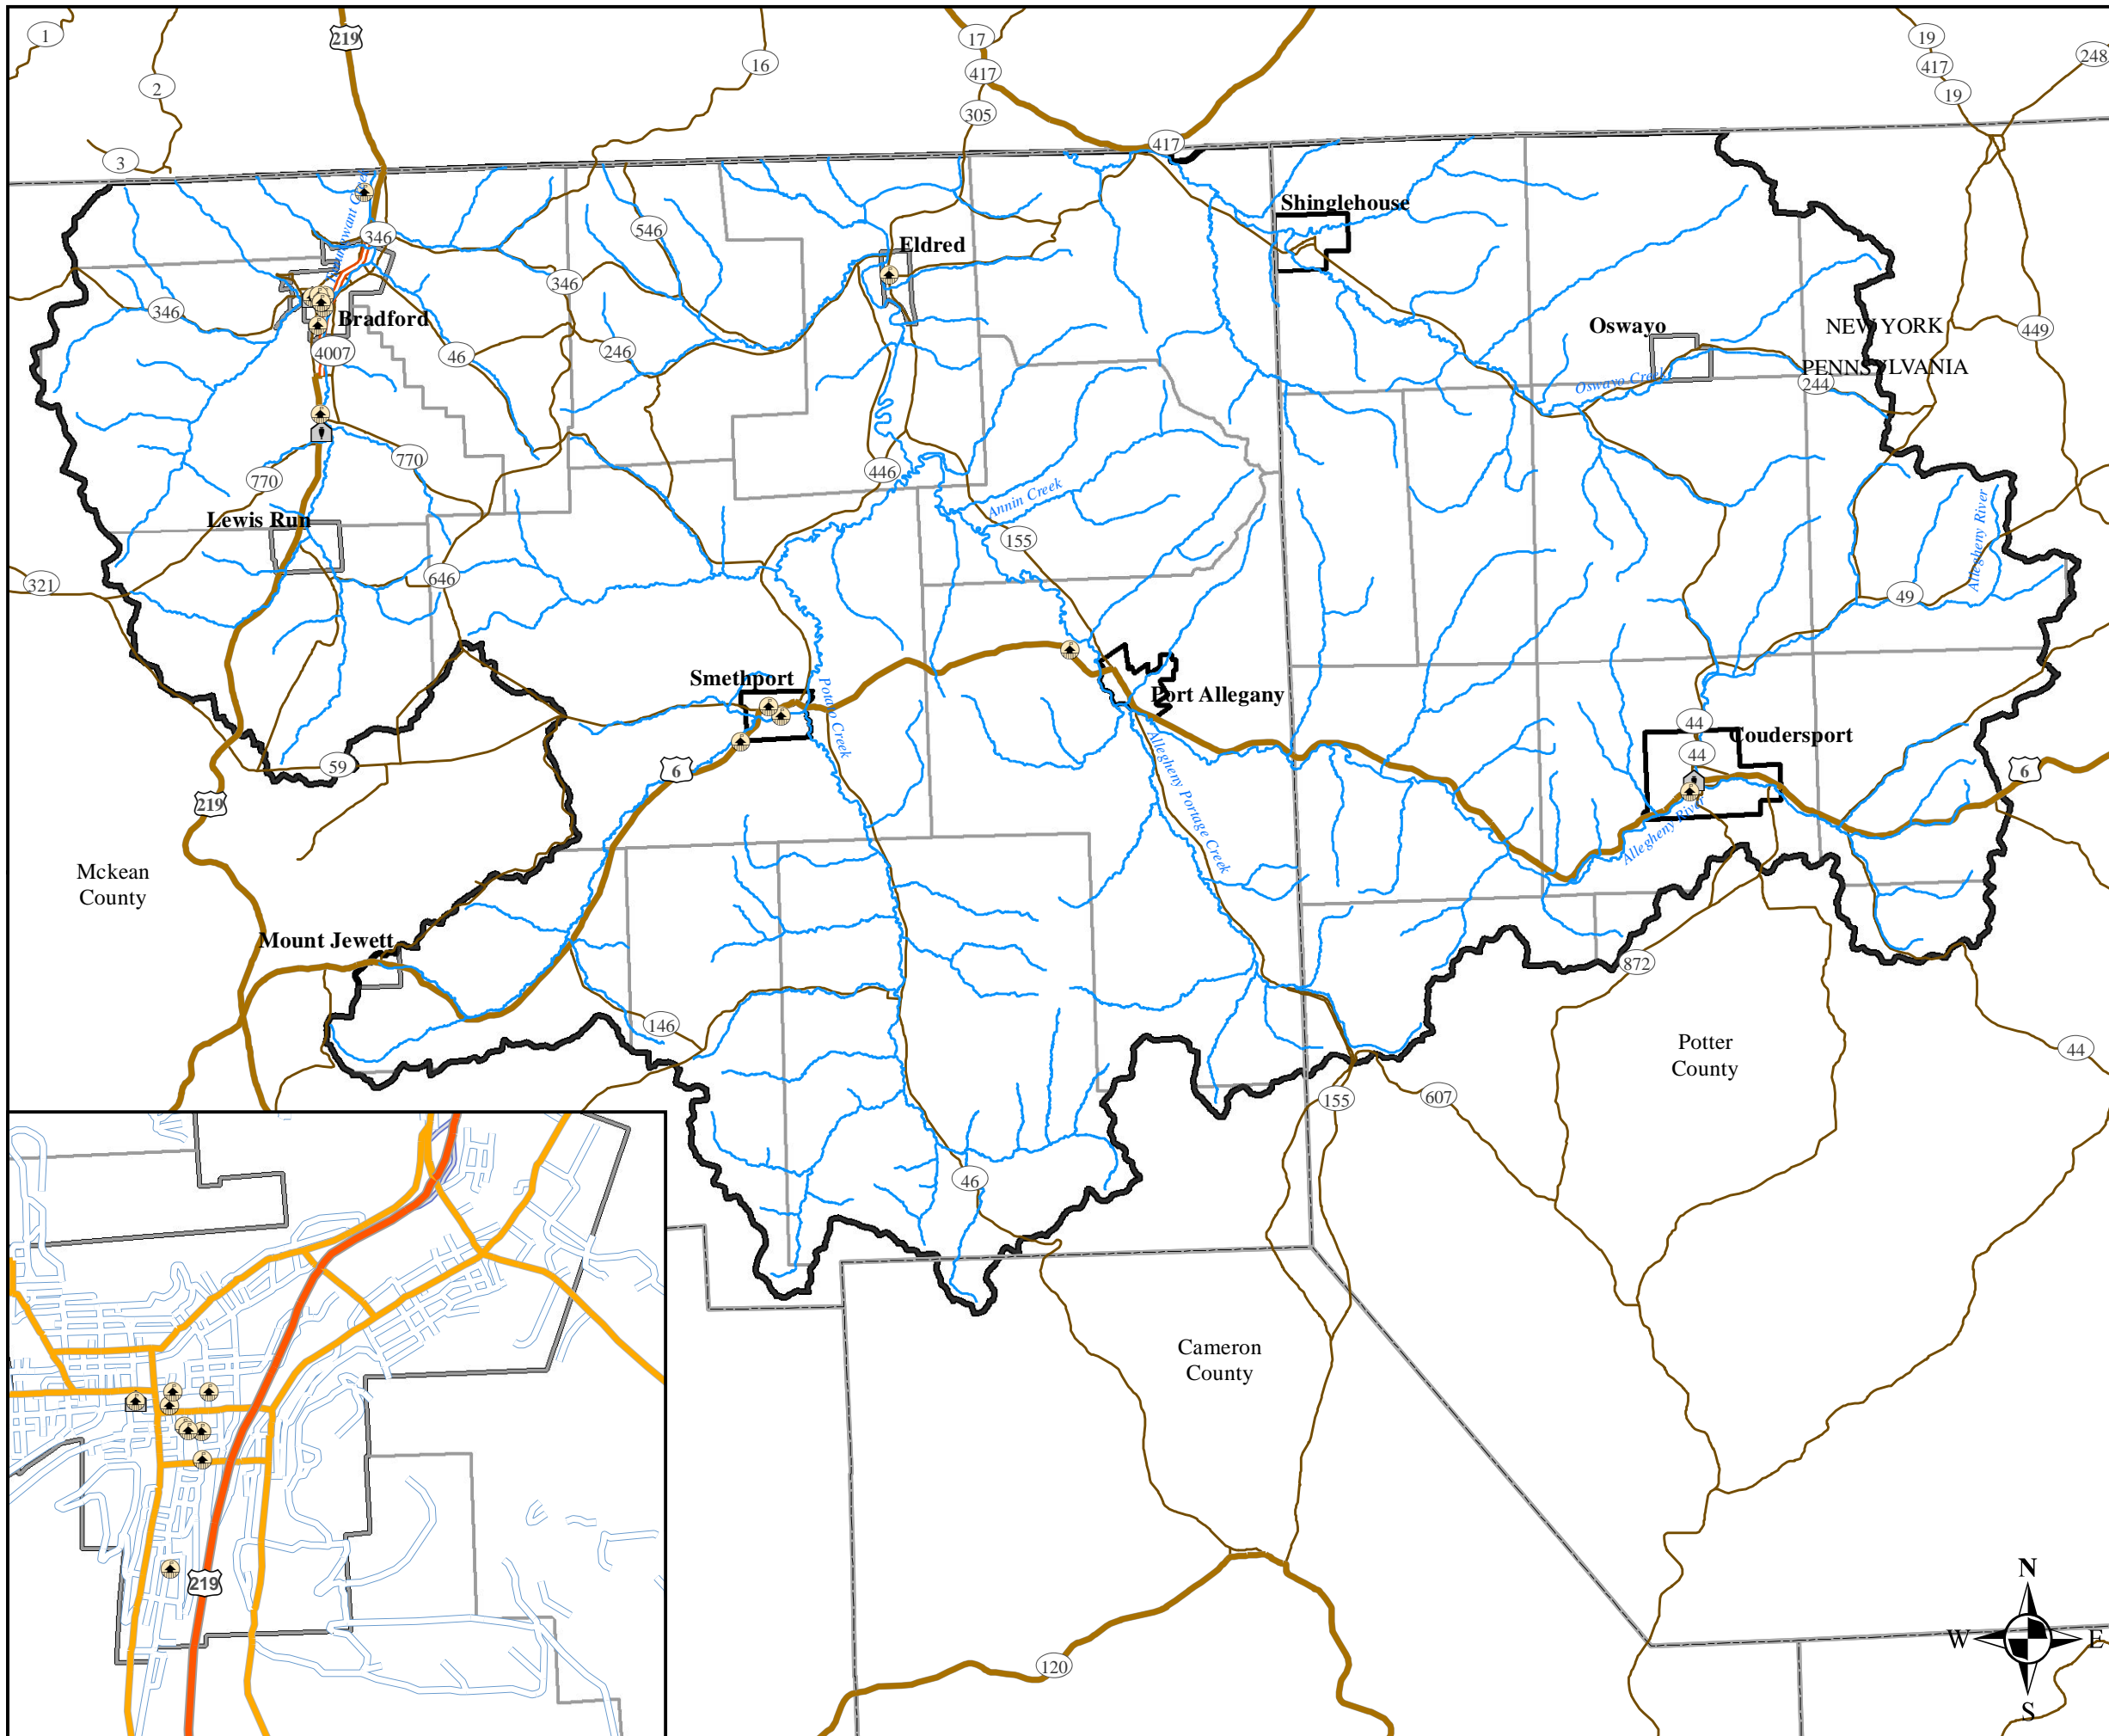 1
219
17
19
2
16
417
417
248
305
19
3
417
Shinglehouse
346
546
Eldred
346
346
Bradford
Oswayo
NEW YORK
449
4007
46
246
PENNSYLVANIA
244
Oswayo Creek
770
770
446
Annin Creek
Lewis Run
155
Allegheny River
321
646
49
Smethport
Potato Creek
Port Allegany
44
Coudersport
44
59
6
6
Allegheny Portage Creek
219
Allegheny River
Mckean
County
Mount Jewett
872
146
Potter
County
44
155
607
46
Cameron
County
219
120
N
W
E
S